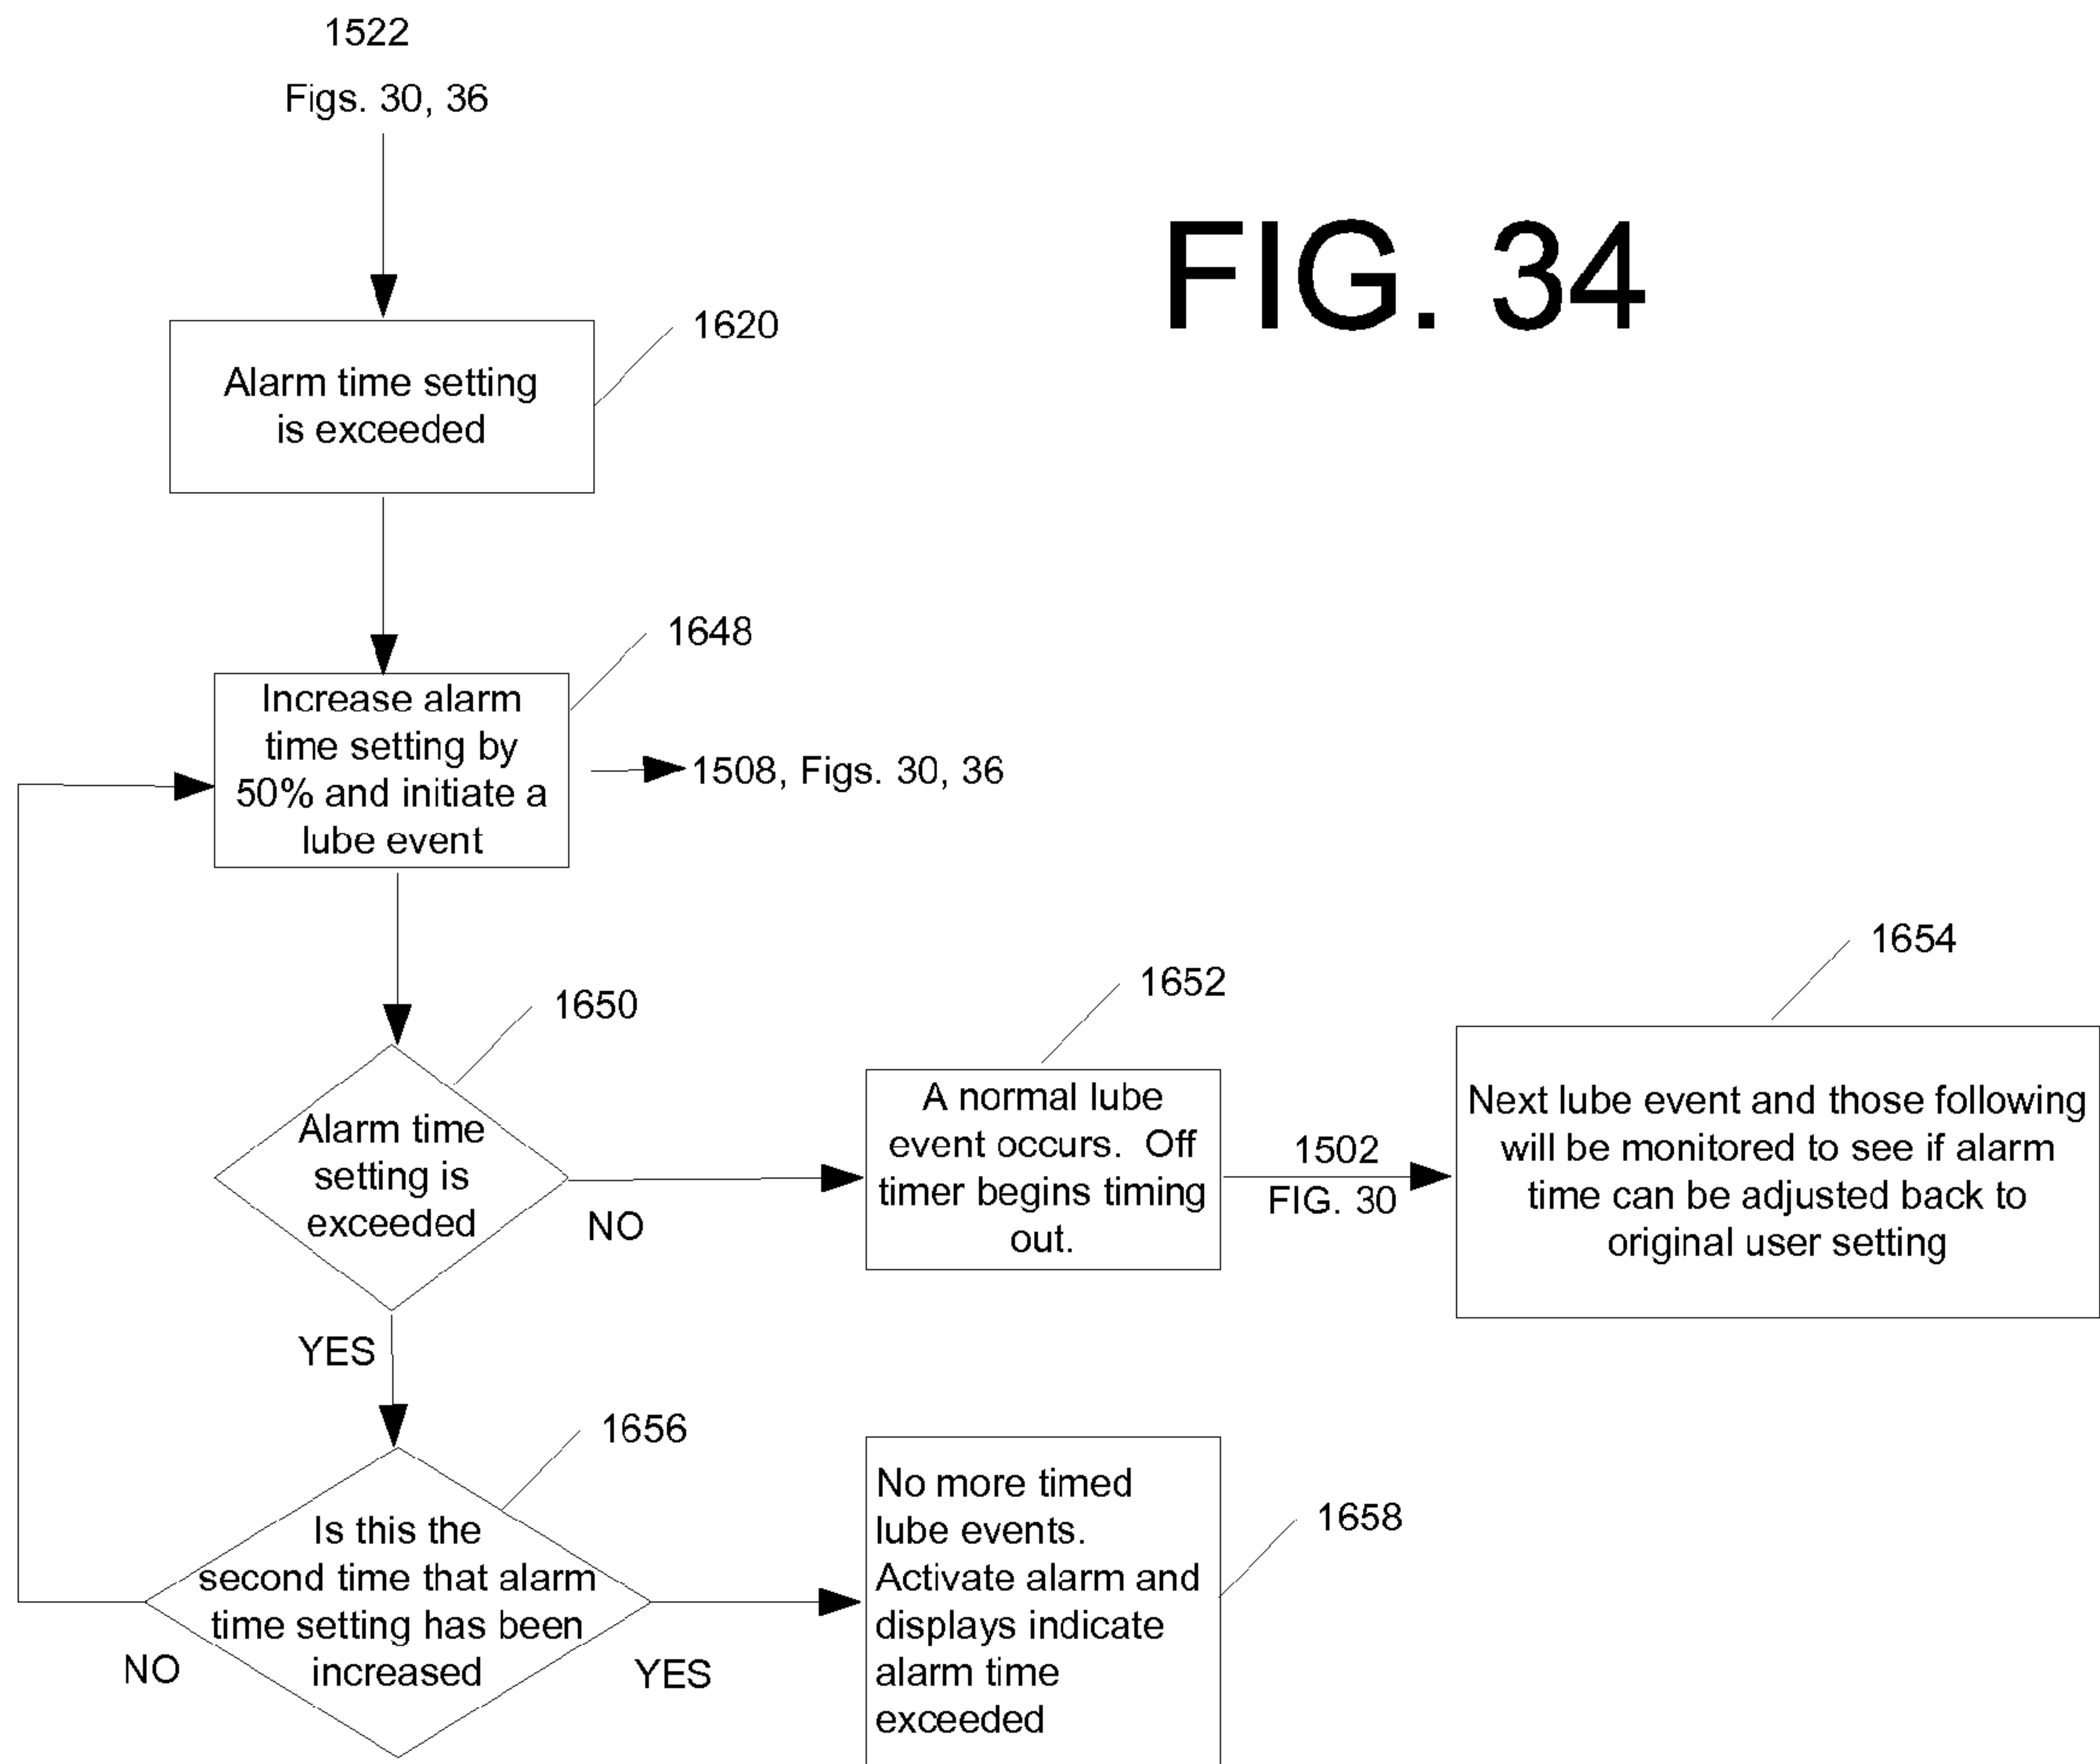 1522
Figs. 30, 36
FIG. 34
1620
Alarm time setting
is exceeded
1648
Increase alarm
time setting by
50% and initiate a
lube event
1508, Figs. 30, 36
1654
1652
1650
Alarm time
setting is
exceeded
NO
A normal lube
event occurs.  Off
timer begins timing
out.
1502
FIG. 30
Next lube event and those following
will be monitored to see if alarm
time can be adjusted back to
original user setting
YES
1656
Is this the
second time that alarm
time setting has been
increased
NO
YES
No more timed
lube events.
Activate alarm and
displays indicate
alarm time
exceeded
1658